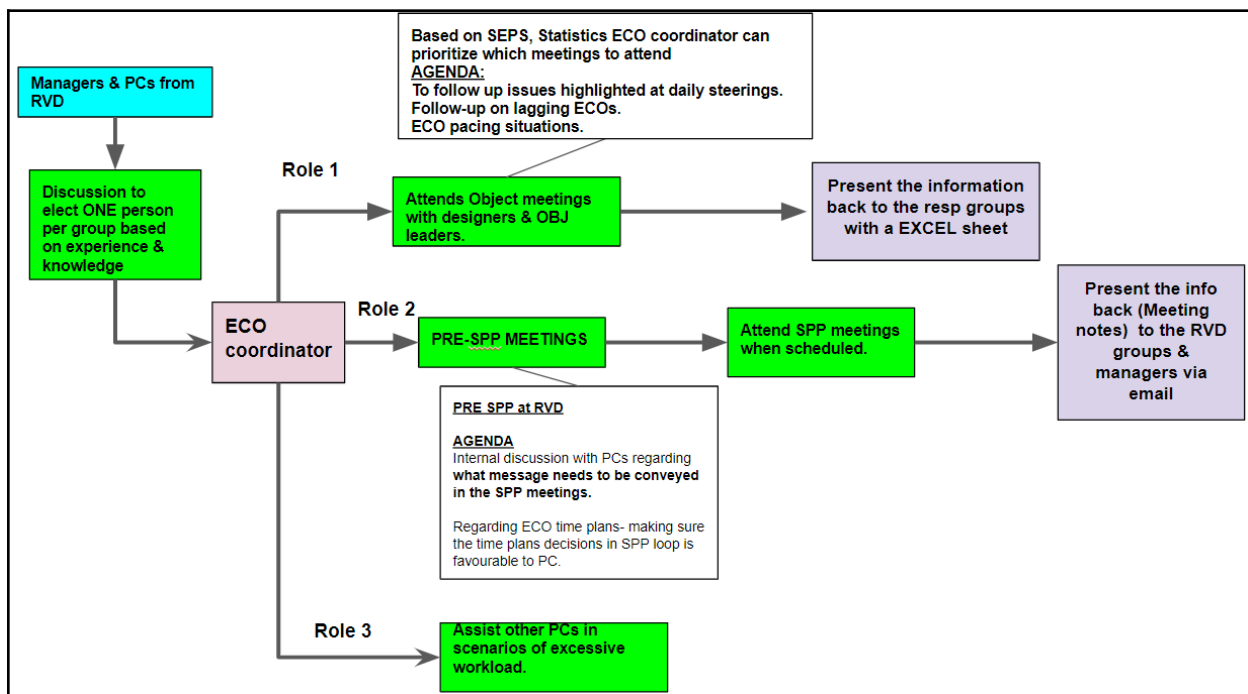 Based on SEPS, Statistics ECO coordinator can
prioritize which meetings to attend
AGENDA:
To follow up issues highlighted at daily steerings.
Follow-up on lagging ECOs.
ECO pacing situations.
Managers & PCs from
RVD
Discussion to
elect ONE person
per group based
on experience &
knowledge
Role 1
Attends Object meetings
with designers & OBJ
leaders.
Present the information
back to the resp groups
with a EXCEL sheet
ECO
coordinator
Role 2
PRE-SPP MEETINGS
Attend SPP meetings
when scheduled.
Present the info
back (Meeting
notes) to the RVD
groups &
managers via
email
PRE SPP at RVD
AGENDA
Internal discussion with PCs regarding
what message needs to be conveyed
in the SPP meetings.
Regarding ECO time plans- making sure
the time plans decisions in SPP loop is
favourable to PC.
Role 3
Assist other PCs in
scenarios of excessive
workload.